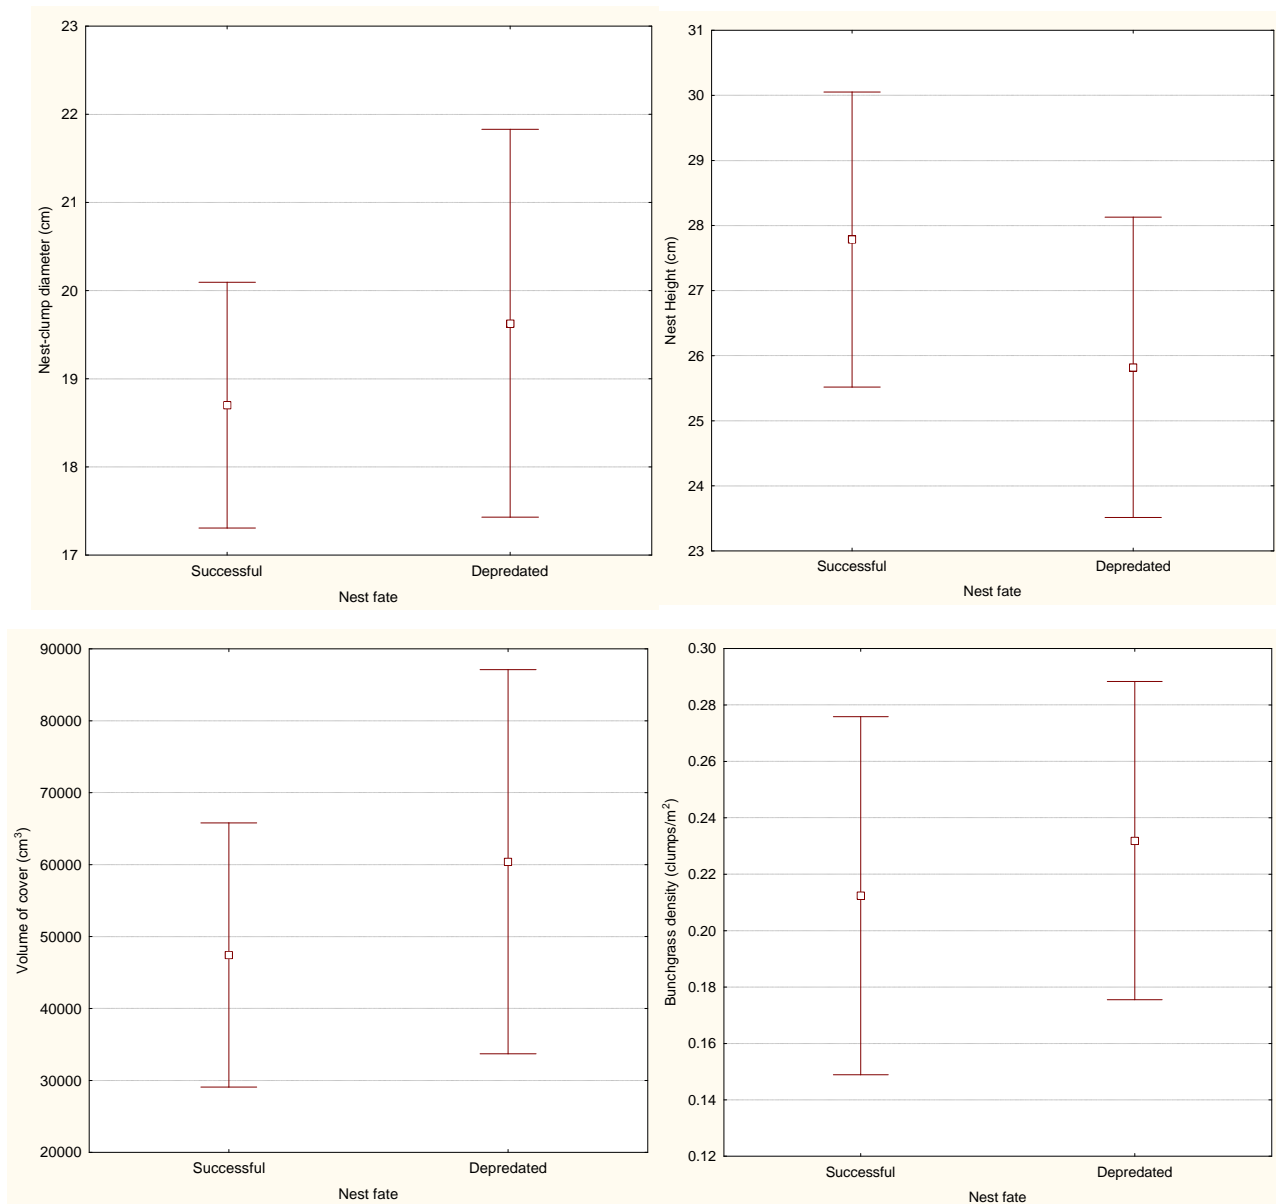 23
22
21
20
19
18
17
Nest-clump diameter (cm)
Successful
Depredated
Nest fate
31
30
29
28
27
26
25
24
23
Nest Height (cm)
Successful
Depredated
Nest fate
90000
80000
70000
60000
50000
40000
30000
20000
Volume of cover (cm³)
Successful
Depredated
Nest fate
0.30
0.28
0.26
0.24
0.22
0.20
0.18
0.16
0.14
0.12
Bunchgrass density (clumps/m²)
Successful
Depredated
Nest fate